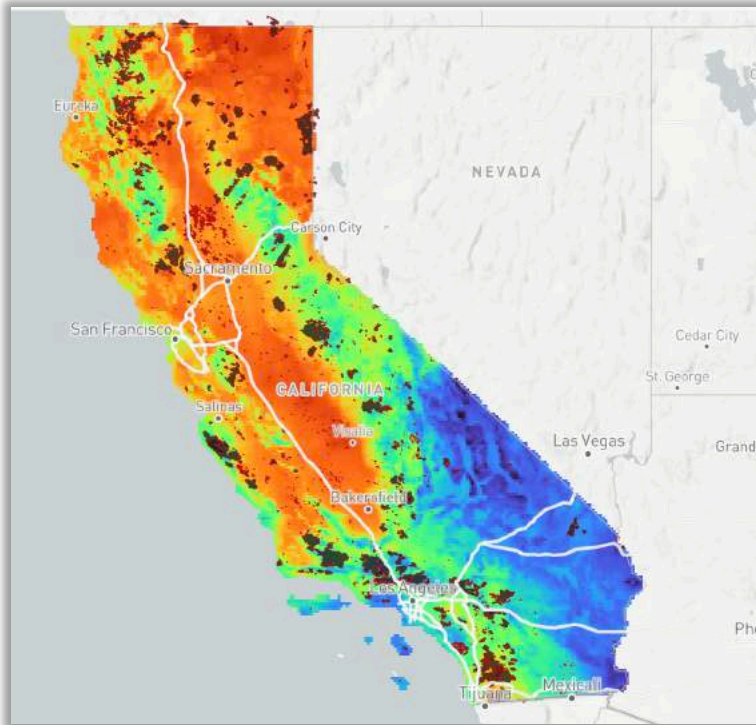 Eureka
NEVADA
Carson City
Sacramento
San Francisco
Cedar City
St. George
CALIFORNIA
Salinas
Visalia
Las Vegas
Grand
Bakersfield
Los Angeles
Pho
Mexicali
Tijuana